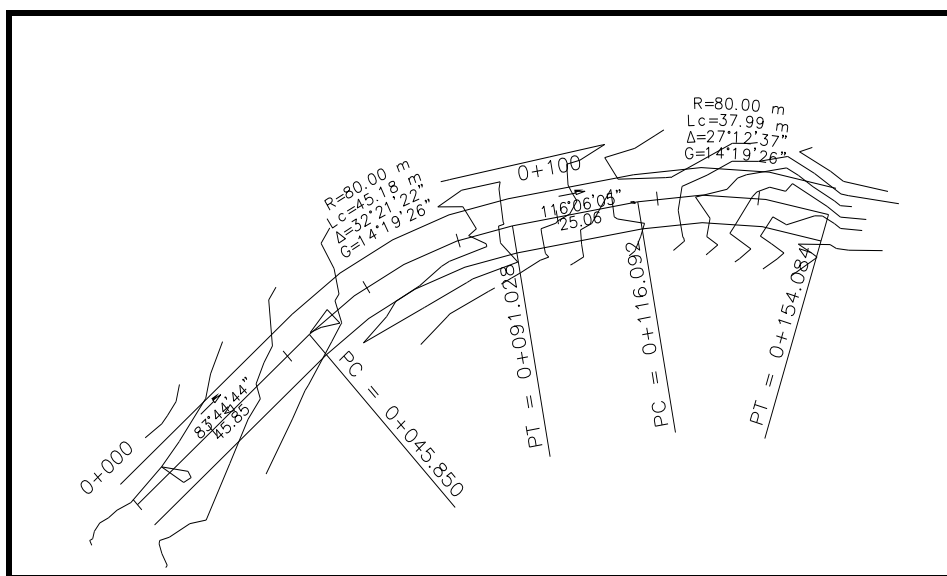 R=80.00 m
Lc=37.99 m
Δ=27°12'37"
G=14°19'26"
0+100
R=80.00 m
Lc=45.18 m
Δ=32°21'22"
G=14°19'26"
116°06'05"
25.06
PT = 0+091.028
PC = 0+116.092
PT = 0+154.084
PC = 0+045.850
83°44'44"
45.85
0+000